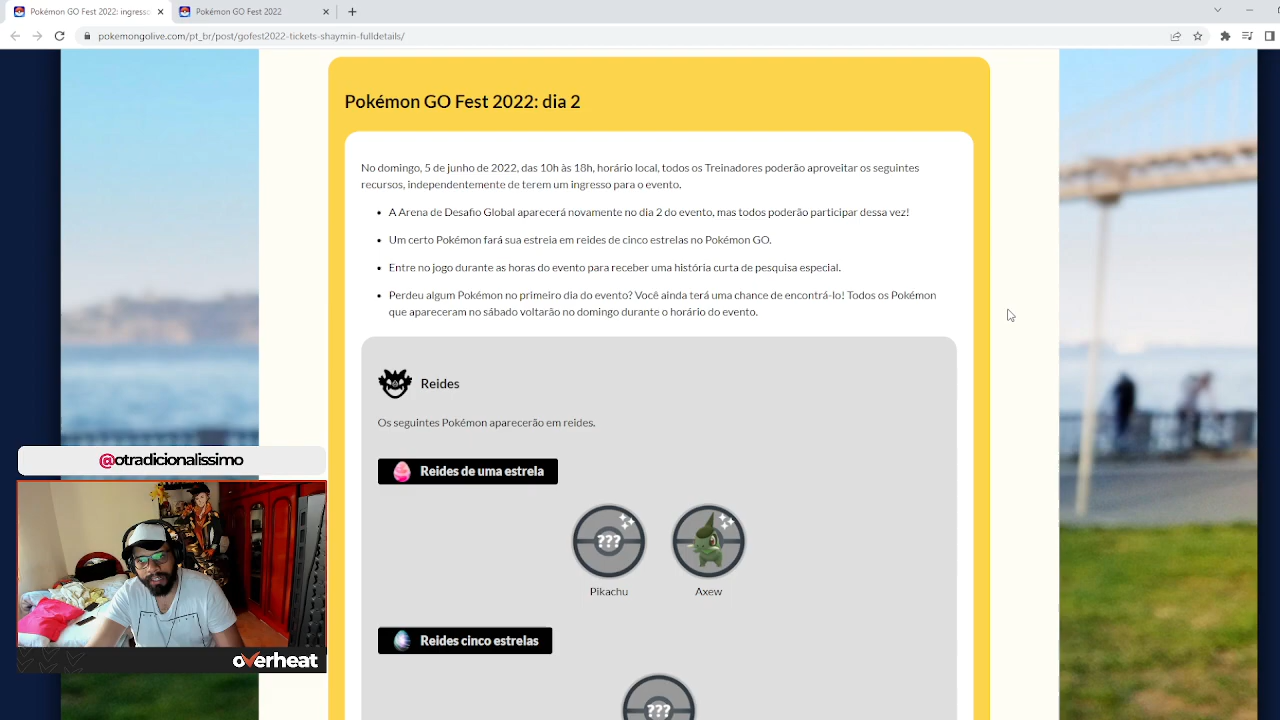 Pokémon GO Fest 2022: ingresso
Pokémon GO Fest 2022
pokemongolive.com/pt_br/post/gofest2022-tickets-shaymin-fulldetails/
Pokémon GO Fest 2022: dia 2
No domingo, 5 de junho de 2022, das 10h às 18h, horário local, todos os Treinadores poderão aproveitar os seguintes
recursos, independentemente de terem um ingresso para o evento.
• A Arena de Desafio Global aparecerá novamente no dia 2 do evento, mas todos poderão participar dessa vez!
• Um certo Pokémon fará sua estreia em reides de cinco estrelas no Pokémon GO.
• Entre no jogo durante as horas do evento para receber uma história curta de pesquisa especial.
• Perdeu algum Pokémon no primeiro dia do evento? Você ainda terá uma chance de encontrá-lo! Todos os Pokémon
que apareceram no sábado voltarão no domingo durante o horário do evento.
Reides
Os seguintes Pokémon aparecerão em reides.
Reides de uma estrela
???
Pikachu
Axew
Reides cinco estrelas
???
@otradicionalissimo
overheat